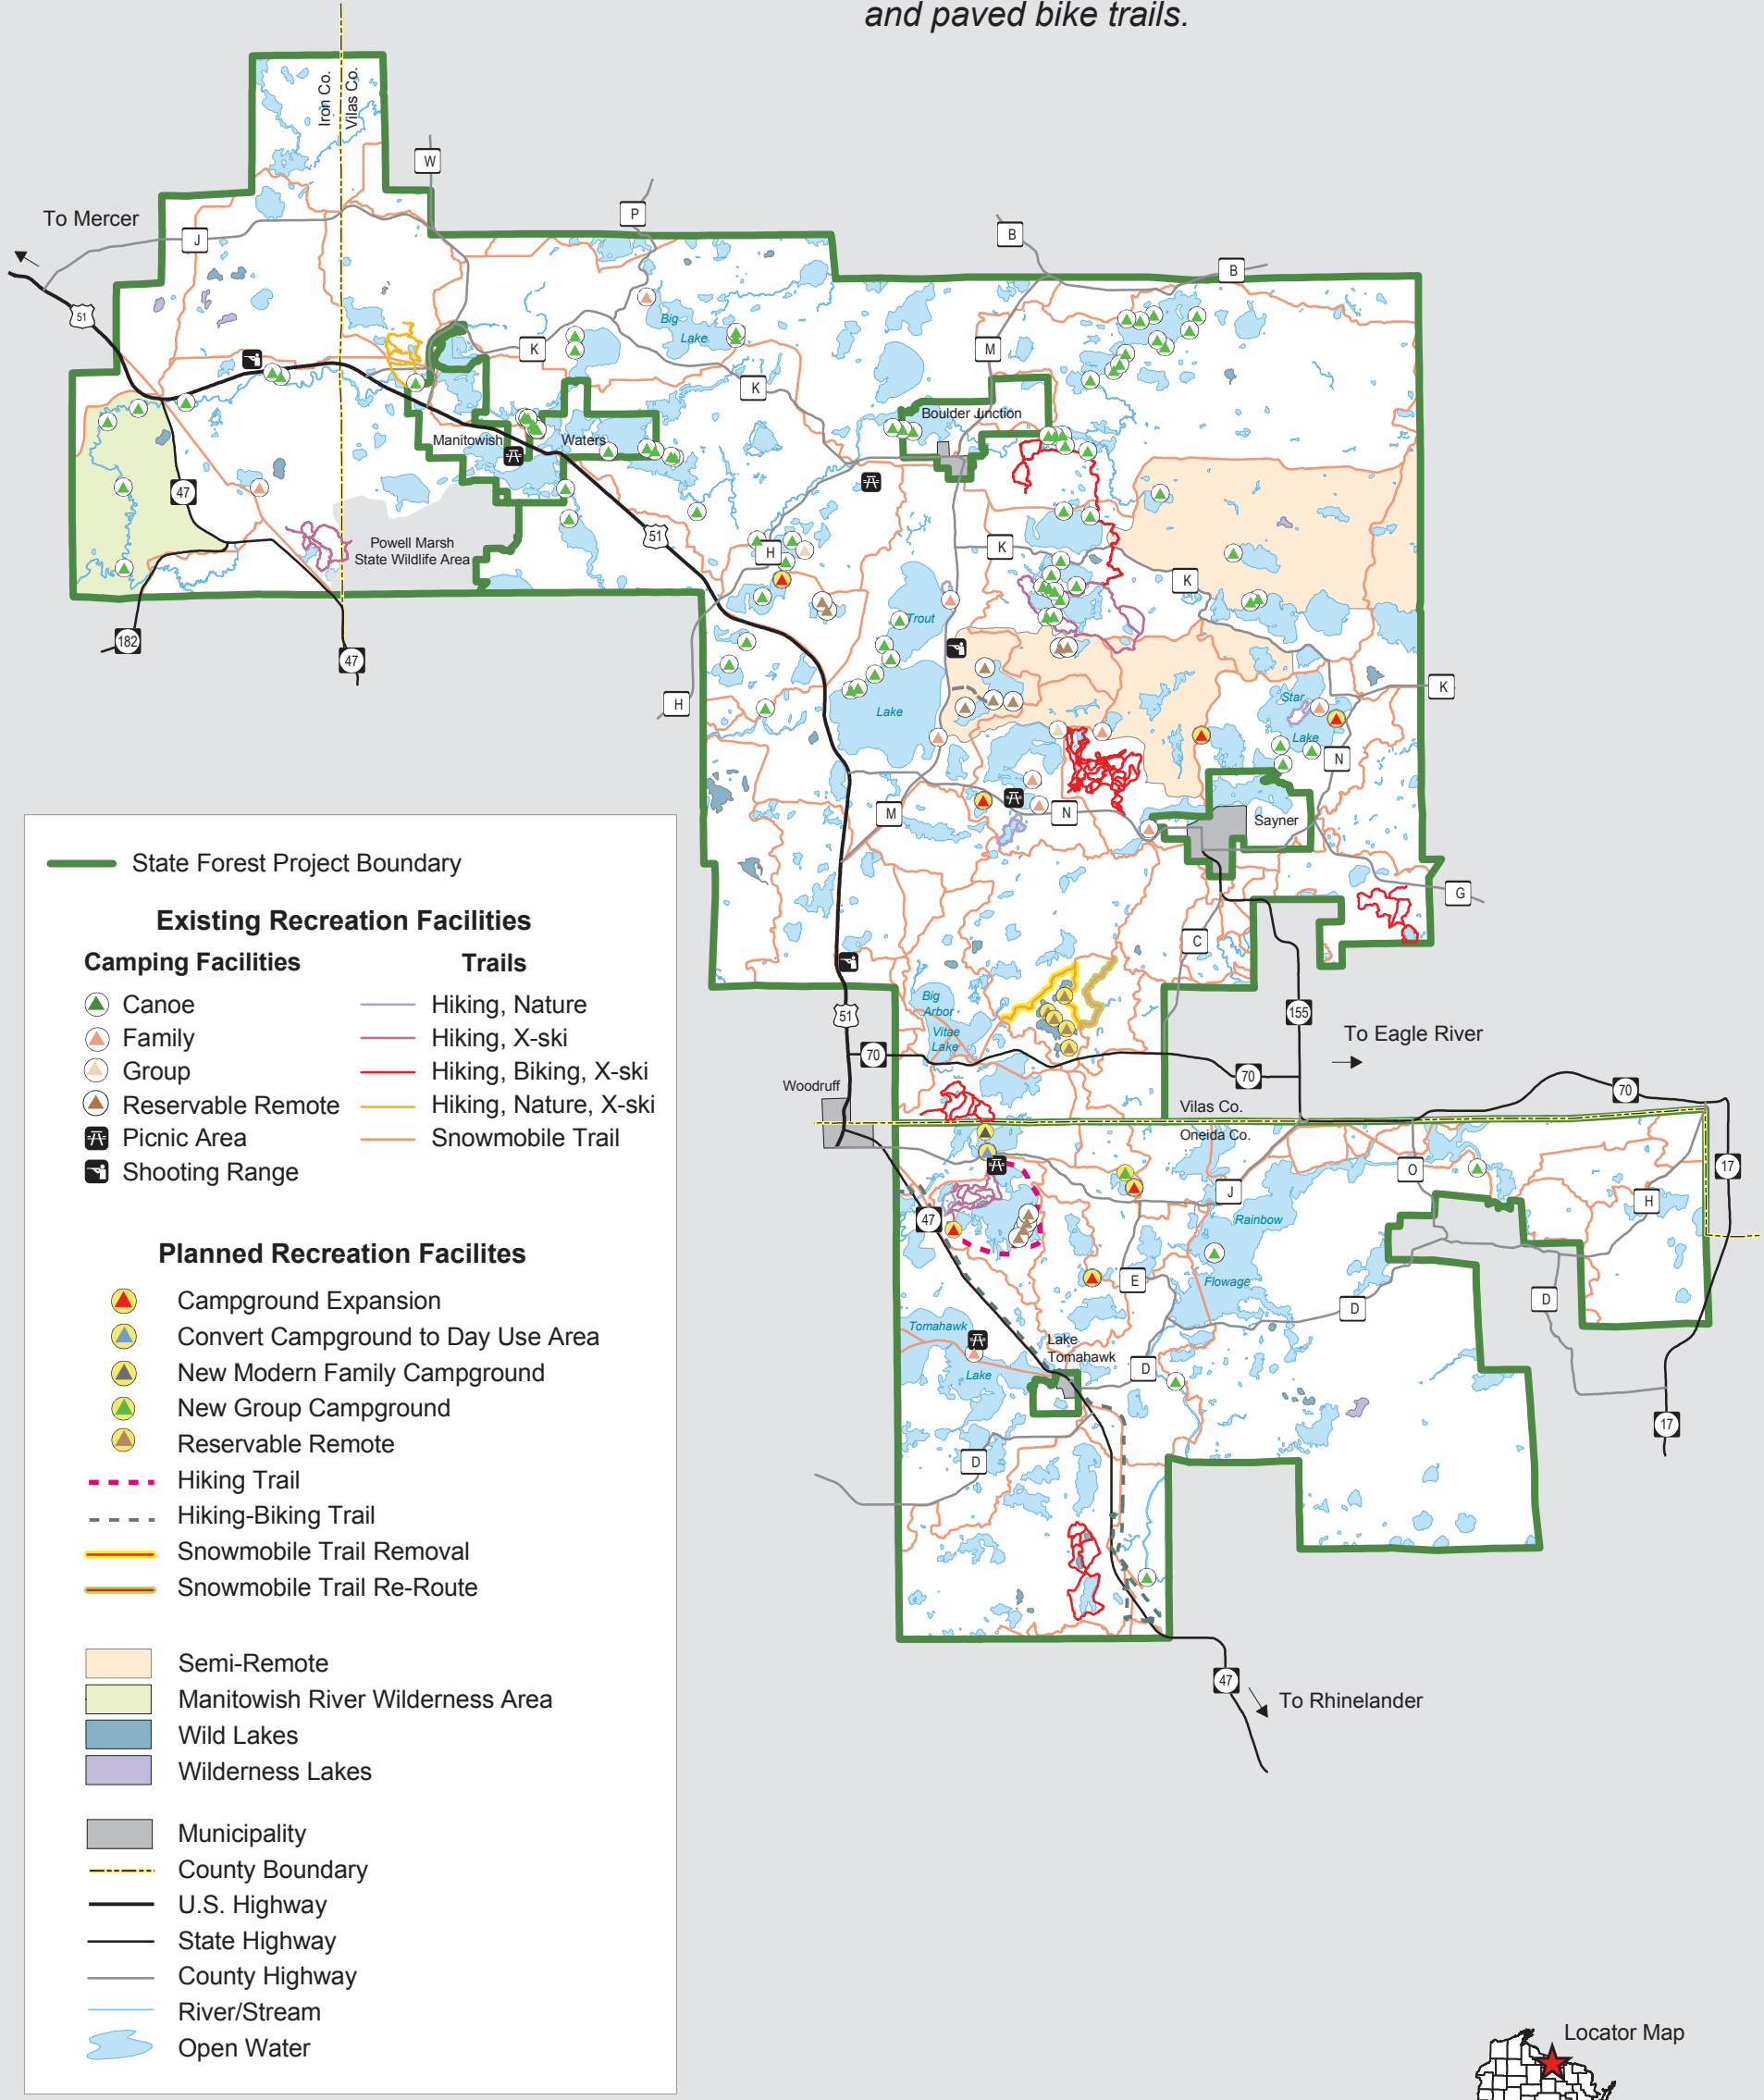 and paved bike trails.
Iron Co.
Vilas Co.
W
To Mercer
P
J
B
B
51
Big
Lake
K
M
K
Boulder Junction
Manitowish
Waters
47
51
Powell Marsh
State Wildlife Area
H
K
K
Trout
182
47
H
K
Star
Lake
Lake
N
M
N
Sayner
State Forest Project Boundary
G
Existing Recreation Facilities
Camping Facilities
Trails
C
Canoe
Hiking, Nature
Big
Arbor
Vitae
Lake
51
155
Family
Hiking, X-ski
To Eagle River
Group
Hiking, Biking, X-ski
70
70
70
Woodruff
Reservable Remote
Hiking, Nature, X-ski
Vilas Co.
Picnic Area
Snowmobile Trail
Oneida Co.
Shooting Range
O
17
J
H
47
Rainbow
Flowage
Planned Recreation Facilites
E
D
D
Campground Expansion
Convert Campground to Day Use Area
Tomahawk
Lake
Lake
Tomahawk
New Modern Family Campground
D
New Group Campground
17
Reservable Remote
D
Hiking Trail
Hiking-Biking Trail
Snowmobile Trail Removal
Snowmobile Trail Re-Route
Semi-Remote
47
Manitowish River Wilderness Area
To Rhinelander
Wild Lakes
Wilderness Lakes
Municipality
County Boundary
U.S. Highway
State Highway
County Highway
River/Stream
Open Water
Locator Map